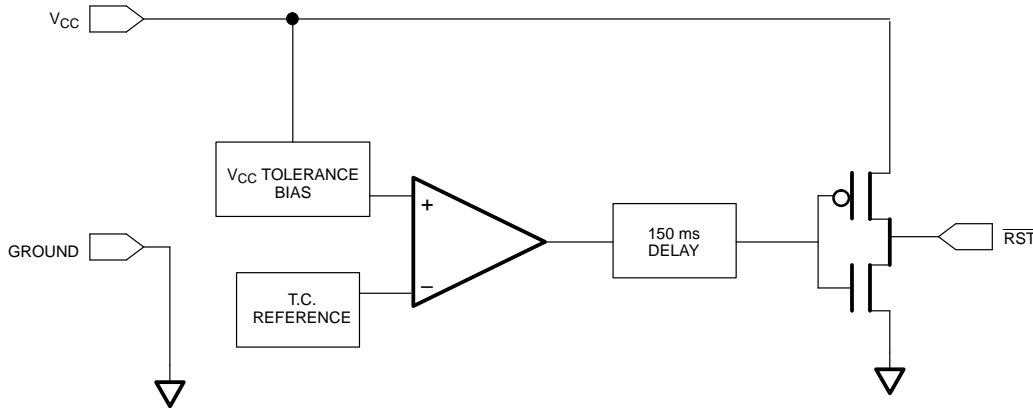 VCC
VCC TOLERANCE
BIAS
+
150 ms
DELAY
RST
GROUND
–
T.C.
REFERENCE